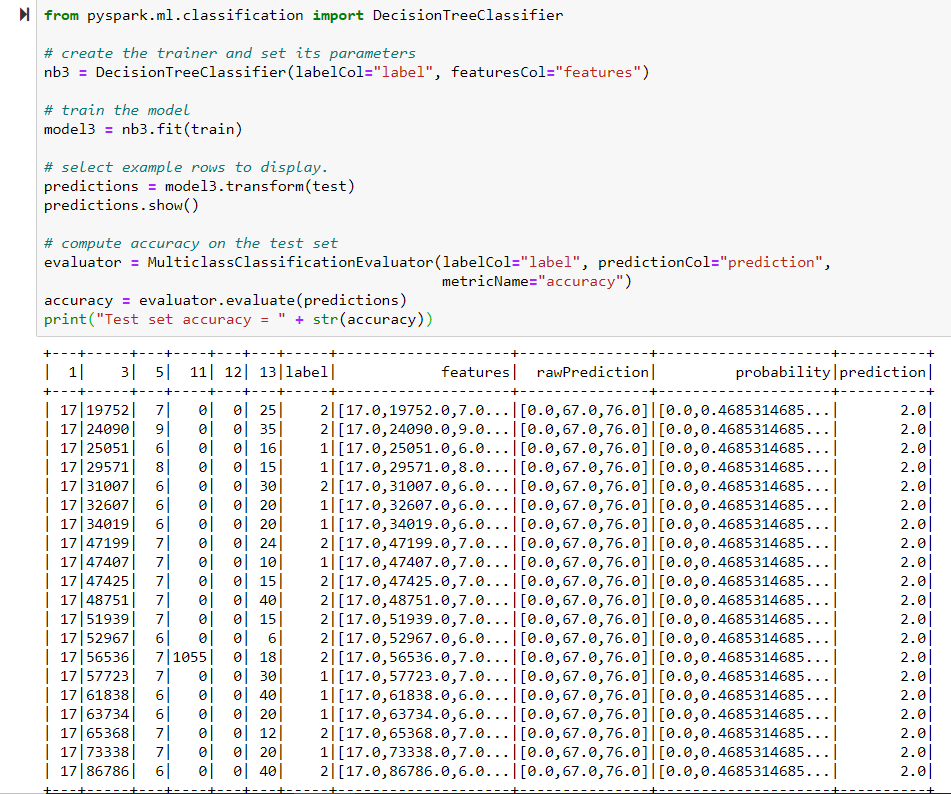 from pyspark.ml.classification import DecisionTreeClassifier
# create the trainer and set its parameters
nb3 = DecisionTreeClassifier(labelCol="label", featuresCol="features")
# train the model
model3 = nb3.fit(train)
# select example rows to display.
predictions = model3.transform(test)
predictions.show()
# compute accuracy on the test set
evaluator = MulticlassClassificationEvaluator(labelCol="label", predictionCol="prediction",
                                              metricName="accuracy")
accuracy = evaluator.evaluate(predictions)
print("Test set accuracy = " + str(accuracy))
+---+-----+---+----+---+---+-----+--------------------+---------------+--------------------+----------+
|  1|    3|  5|  11| 12| 13|label|            features|  rawPrediction|         probability|prediction|
+---+-----+---+----+---+---+-----+--------------------+---------------+--------------------+----------+
| 17|19752|  7|   0|  0| 25|    2|[17.0,19752.0,7.0...|[0.0,67.0,76.0]|[0.0,0.4685314685...|       2.0|
| 17|24090|  9|   0|  0| 35|    2|[17.0,24090.0,9.0...|[0.0,67.0,76.0]|[0.0,0.4685314685...|       2.0|
| 17|25051|  6|   0|  0| 16|    1|[17.0,25051.0,6.0...|[0.0,67.0,76.0]|[0.0,0.4685314685...|       2.0|
| 17|29571|  8|   0|  0| 15|    1|[17.0,29571.0,8.0...|[0.0,67.0,76.0]|[0.0,0.4685314685...|       2.0|
| 17|31007|  6|   0|  0| 30|    2|[17.0,31007.0,6.0...|[0.0,67.0,76.0]|[0.0,0.4685314685...|       2.0|
| 17|32607|  6|   0|  0| 20|    1|[17.0,32607.0,6.0...|[0.0,67.0,76.0]|[0.0,0.4685314685...|       2.0|
| 17|34019|  6|   0|  0| 20|    1|[17.0,34019.0,6.0...|[0.0,67.0,76.0]|[0.0,0.4685314685...|       2.0|
| 17|47199|  7|   0|  0| 24|    2|[17.0,47199.0,7.0...|[0.0,67.0,76.0]|[0.0,0.4685314685...|       2.0|
| 17|47407|  7|   0|  0| 10|    1|[17.0,47407.0,7.0...|[0.0,67.0,76.0]|[0.0,0.4685314685...|       2.0|
| 17|47425|  7|   0|  0| 15|    2|[17.0,47425.0,7.0...|[0.0,67.0,76.0]|[0.0,0.4685314685...|       2.0|
| 17|48751|  7|   0|  0| 40|    2|[17.0,48751.0,7.0...|[0.0,67.0,76.0]|[0.0,0.4685314685...|       2.0|
| 17|51939|  7|   0|  0| 15|    2|[17.0,51939.0,7.0...|[0.0,67.0,76.0]|[0.0,0.4685314685...|       2.0|
| 17|52967|  6|   0|  0|  6|    2|[17.0,52967.0,6.0...|[0.0,67.0,76.0]|[0.0,0.4685314685...|       2.0|
| 17|56536|  7|1055|  0| 18|    2|[17.0,56536.0,7.0...|[0.0,67.0,76.0]|[0.0,0.4685314685...|       2.0|
| 17|57723|  7|   0|  0| 30|    1|[17.0,57723.0,7.0...|[0.0,67.0,76.0]|[0.0,0.4685314685...|       2.0|
| 17|61838|  6|   0|  0| 40|    1|[17.0,61838.0,6.0...|[0.0,67.0,76.0]|[0.0,0.4685314685...|       2.0|
| 17|63734|  6|   0|  0| 20|    1|[17.0,63734.0,6.0...|[0.0,67.0,76.0]|[0.0,0.4685314685...|       2.0|
| 17|65368|  7|   0|  0| 12|    2|[17.0,65368.0,7.0...|[0.0,67.0,76.0]|[0.0,0.4685314685...|       2.0|
| 17|73338|  7|   0|  0| 20|    1|[17.0,73338.0,7.0...|[0.0,67.0,76.0]|[0.0,0.4685314685...|       2.0|
| 17|86786|  6|   0|  0| 40|    2|[17.0,86786.0,6.0...|[0.0,67.0,76.0]|[0.0,0.4685314685...|       2.0|
+---+-----+---+----+---+---+-----+--------------------+---------------+--------------------+----------+